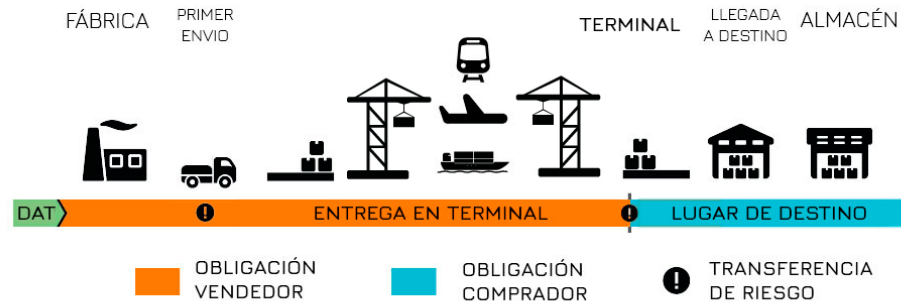 FÁBRICA
PRIMER
ENVIO
TERMINAL
LLEGADA
A DESTINO
ALMACÉN
DAT
ENTREGA EN TERMINAL
LUGAR DE DESTINO
OBLIGACIÓN
VENDEDOR
OBLIGACIÓN
COMPRADOR
TRANSFERENCIA
DE RIESGO